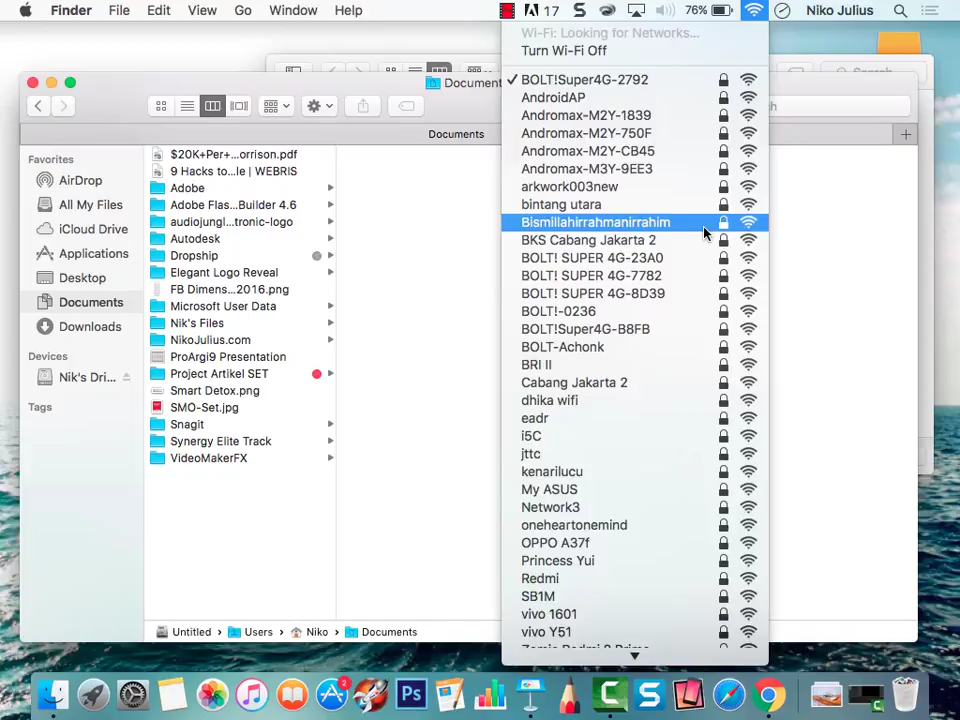 Finder File Edit View Go Window Help 17 76% Niko Julius
Wi-Fi: Looking for Networks...
Turn Wi-Fi Off
BOLT!Super4G-2792
AndroidAP
Andromax-M2Y-1839
Andromax-M2Y-750F
Andromax-M2Y-CB45
Andromax-M3Y-9EE3
arkwork003new
bintang utara
Bismillahirrahmanirrahim
BKS Cabang Jakarta 2
BOLT! SUPER 4G-23A0
BOLT! SUPER 4G-7782
BOLT! SUPER 4G-8D39
BOLT!-0236
BOLT!Super4G-B8FB
BOLT-Achonk
BRI II
Cabang Jakarta 2
dhika wifi
eadr
i5C
jttc
kenarilucu
My ASUS
Network3
oneheartonemind
OPPO A37f
Princess Yui
Redmi
SB1M
vivo 1601
vivo Y51
Search
Documents
Favorites
AirDrop
All My Files
iCloud Drive
Applications
Desktop
Documents
Downloads
Devices
Nik's Dri...
Tags
$20K+Per+...orrison.pdf
9 Hacks to...le | WEBRIS
Adobe
Adobe Flas...Builder 4.6
audiojungl...tronic-logo
Autodesk
Dropship
Elegant Logo Reveal
FB Dimens...2016.png
Microsoft User Data
Nik's Files
NikoJulius.com
ProArgi9 Presentation
Project Artikel SET
Smart Detox.png
SMO-Set.jpg
Snagit
Synergy Elite Track
VideoMakerFX
Untitled Users Niko Documents
2
Ps